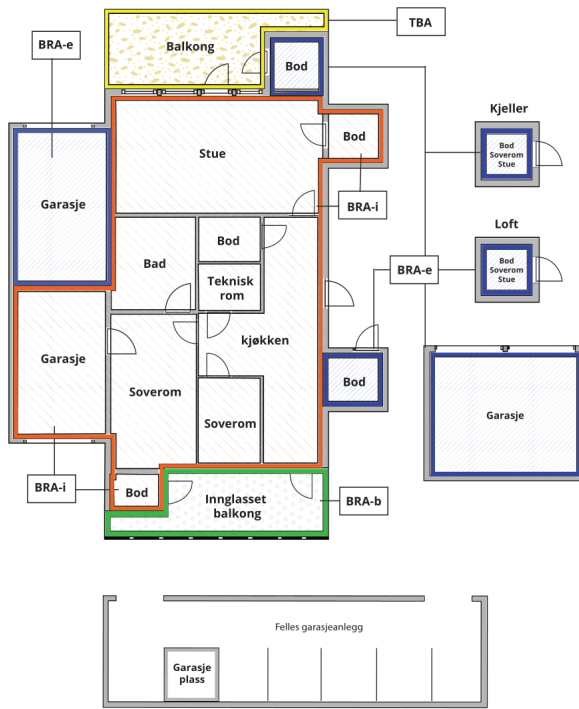 TBA
BRA-e
Balkong
Bod
Kjeller
Bod
Bod
Soverom
Stue
Stue
Garasje
BRA-i
Loft
Bod
Bad
BRA-e
Bod
Soverom
Stue
Teknisk
rom
kjøkken
Garasje
Bod
Soverom
Soverom
Garasje
BRA-i
Bod
Innglasset
balkong
BRA-b
Felles garasjeanlegg
Garasje
plass